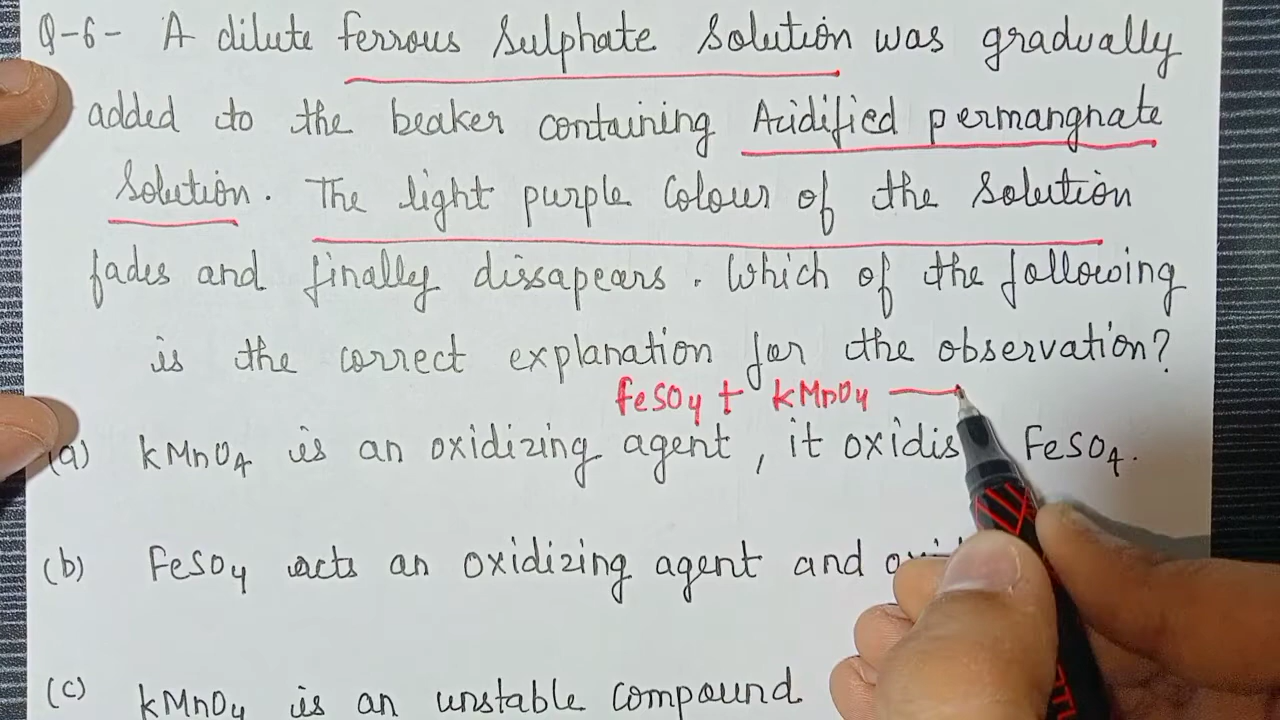 Q-6- A dilute ferrous sulphate solution was gradually
added to the beaker containing Acidified permangnate
solution. The light purple colour of the solution
fades and finally dissapears. Which of the following
is the correct explanation for the observation?
FeSO4 + KMnO4
(a) KMnO4 is an oxidizing agent, it oxidis FeSO4.
(b) FeSO4 acts an oxidizing agent and
(c) KMnO4 is an unstable compound